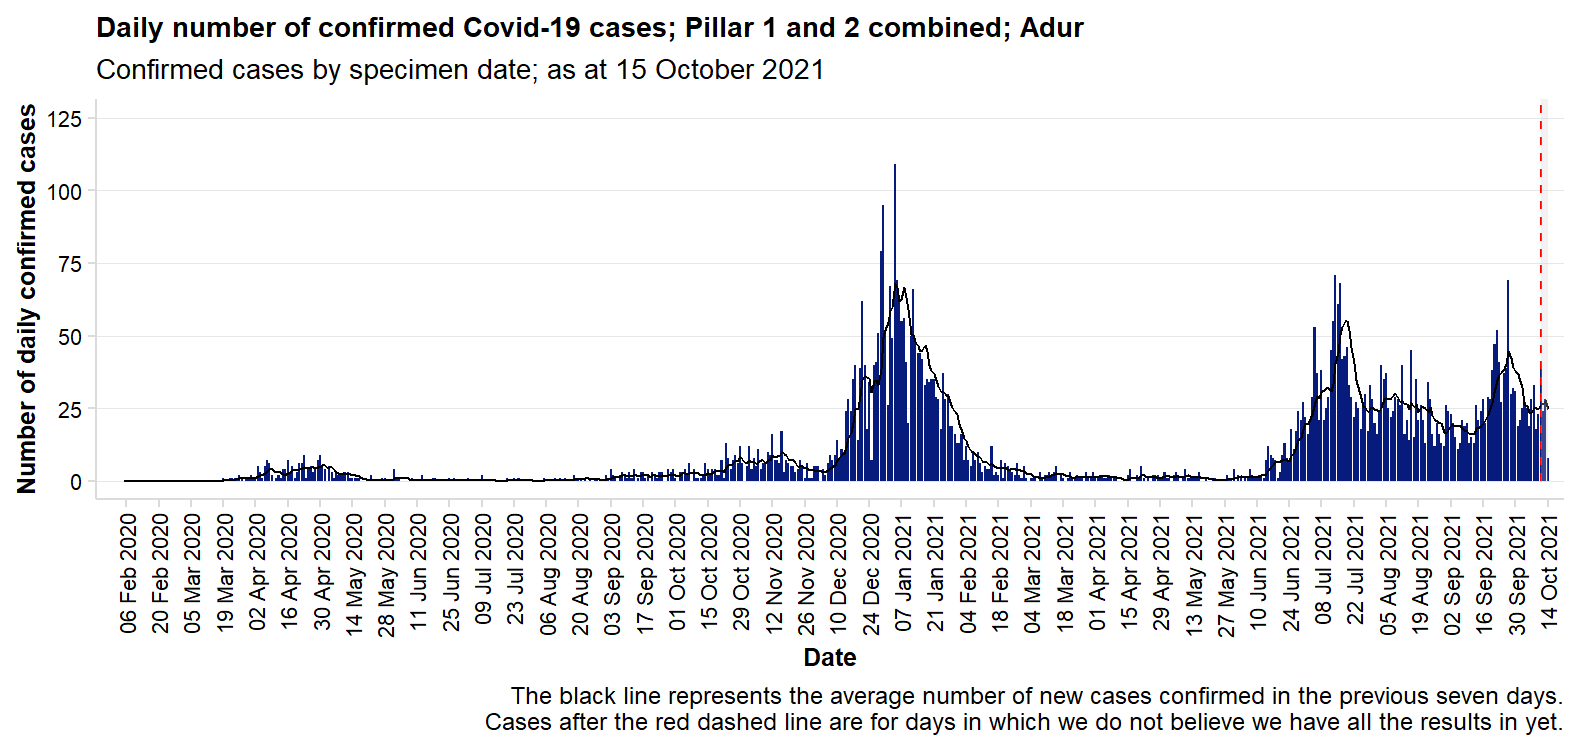 Daily number of confirmed Covid-19 cases; Pillar 1 and 2 combined; Adur
Confirmed cases by specimen date; as at 15 October 2021
Number of daily confirmed cases
125
100
75
50
25
0
06 Feb 2020
20 Feb 2020
05 Mar 2020
19 Mar 2020
02 Apr 2020
16 Apr 2020
30 Apr 2020
14 May 2020
28 May 2020
11 Jun 2020
25 Jun 2020
09 Jul 2020
23 Jul 2020
06 Aug 2020
20 Aug 2020
03 Sep 2020
17 Sep 2020
01 Oct 2020
15 Oct 2020
29 Oct 2020
12 Nov 2020
26 Nov 2020
10 Dec 2020
24 Dec 2020
07 Jan 2021
21 Jan 2021
04 Feb 2021
18 Feb 2021
04 Mar 2021
18 Mar 2021
01 Apr 2021
15 Apr 2021
29 Apr 2021
13 May 2021
27 May 2021
10 Jun 2021
24 Jun 2021
08 Jul 2021
22 Jul 2021
05 Aug 2021
19 Aug 2021
02 Sep 2021
16 Sep 2021
30 Sep 2021
14 Oct 2021
Date
The black line represents the average number of new cases confirmed in the previous seven days.
Cases after the red dashed line are for days in which we do not believe we have all the results in yet.